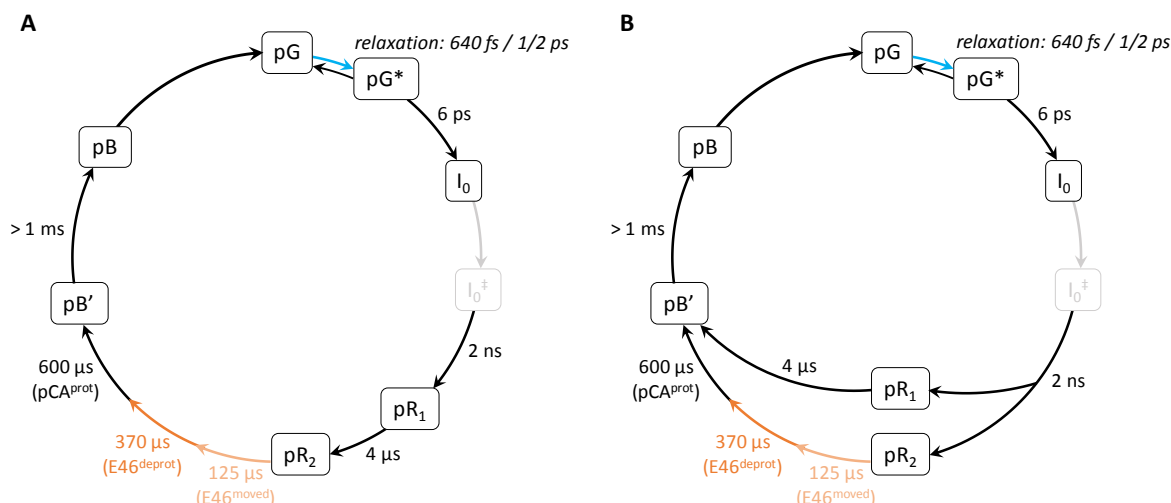 A
relaxation: 640 fs / 1/2 ps
pG
pG*
6 ps
pB
I₀
> 1 ms
I₀‡
pB’
2 ns
600 µs
(pCAᵖʳᵒᵗ)
pR₁
370 µs
(E46ᵈᵉᵖʳᵒᵗ)
4 µs
pR₂
125 µs
(E46ᵐᵒᵛᵉᵈ)
B
relaxation: 640 fs / 1/2 ps
pG
pG*
6 ps
pB
I₀
> 1 ms
I₀‡
pB’
4 µs
2 ns
600 µs
(pCAᵖʳᵒᵗ)
pR₁
370 µs
(E46ᵈᵉᵖʳᵒᵗ)
pR₂
125 µs
(E46ᵐᵒᵛᵉᵈ)